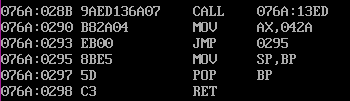 076A:028B 9AED136A07 CALL 076A:13ED
076A:0290 B82A04 MOV AX,042A
076A:0293 EB00 JMP 0295
076A:0295 8BE5 MOV SP,BP
076A:0297 5D POP BP
076A:0298 C3 RET